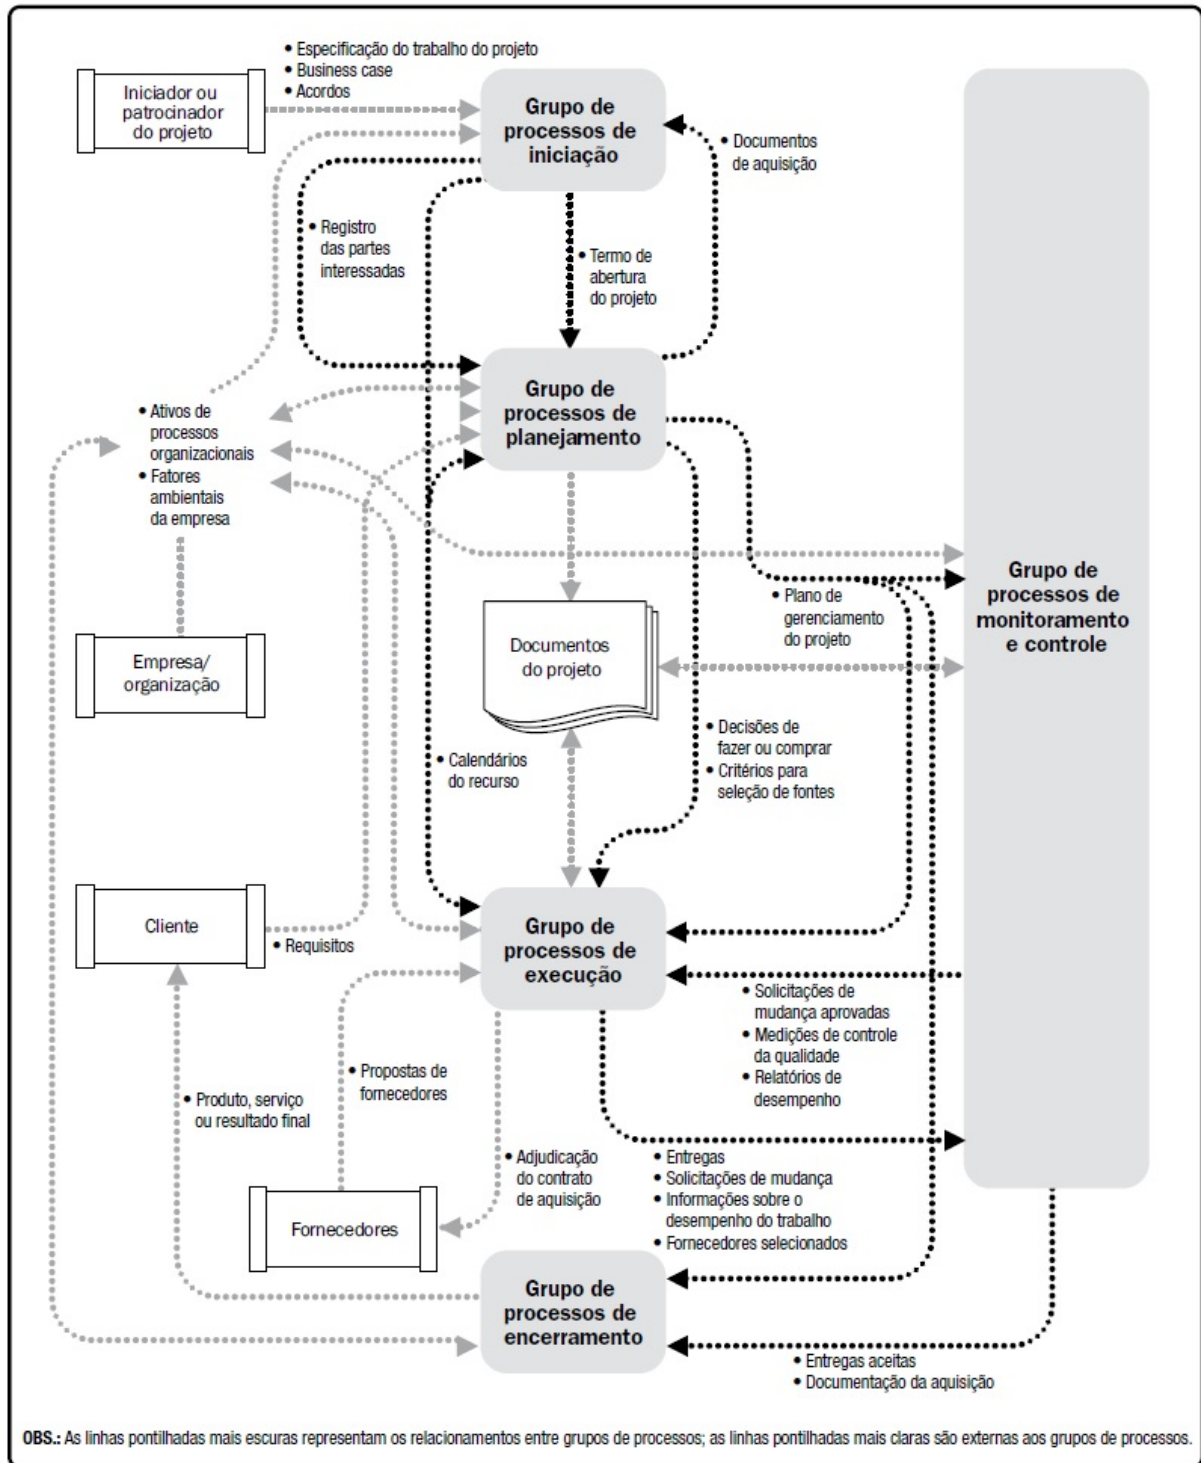 • Especificação do trabalho do projeto
• Business case
• Acordos
Iniciador ou
patrocinador
do projeto
Grupo de
processos de
iniciação
• Documentos
de aquisição
• Registro
das partes
interessadas
• Termo de
abertura
do projeto
Grupo de
processos de
planejamento
• Ativos de
processos
organizacionais
• Fatores
ambientais
da empresa
Grupo de
processos de
monitoramento
e controle
• Plano de
gerenciamento
do projeto
Empresa/
organização
Documentos
do projeto
• Calendários
do recurso
• Decisões de
fazer ou comprar
• Critérios para
seleção de fontes
Cliente
• Requisitos
Grupo de
processos de
execução
• Solicitações de
mudança aprovadas
• Medições de controle
da qualidade
• Relatórios de
desempenho
• Propostas de
fornecedores
• Produto, serviço
ou resultado final
• Adjudicação
do contrato
de aquisição
• Entregas
• Solicitações de mudança
• Informações sobre o
desempenho do trabalho
• Fornecedores selecionados
Fornecedores
Grupo de
processos de
encerramento
• Entregas aceitas
• Documentação da aquisição
OBS.: As linhas pontilhadas mais escuras representam os relacionamentos entre grupos de processo; as linhas pontilhadas mais claras são externas aos grupos de processos.